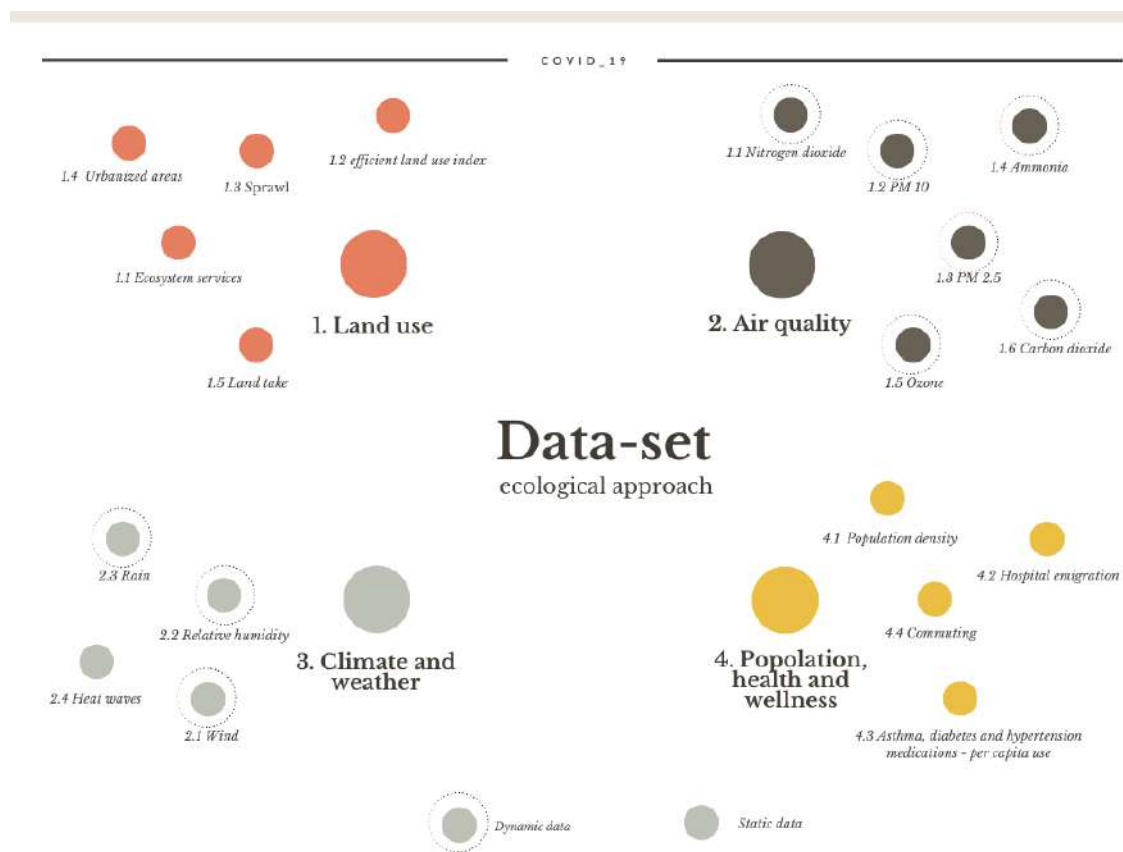 COVID_19
1.2 efficient land use index
1.4 Urbanized areas
1.3 Sprawl
1.1 Ecosystem services
1. Land use
1.5 Land take
1.1 Nitrogen dioxide
1.2 PM 10
1.4 Ammonia
1.3 PM 2.5
2. Air quality
1.6 Carbon dioxide
1.5 Ozone
Data-set
ecological approach
2.3 Rain
2.2 Relative humidity
3. Climate and
weather
2.4 Heat waves
2.1 Wind
4.1 Population density
4.2 Hospital emigration
4.4 Commuting
4. Popolation,
health and
wellness
4.3 Asthma, diabetes and hypertension
medications - per capita use
Dynamic data
Static data